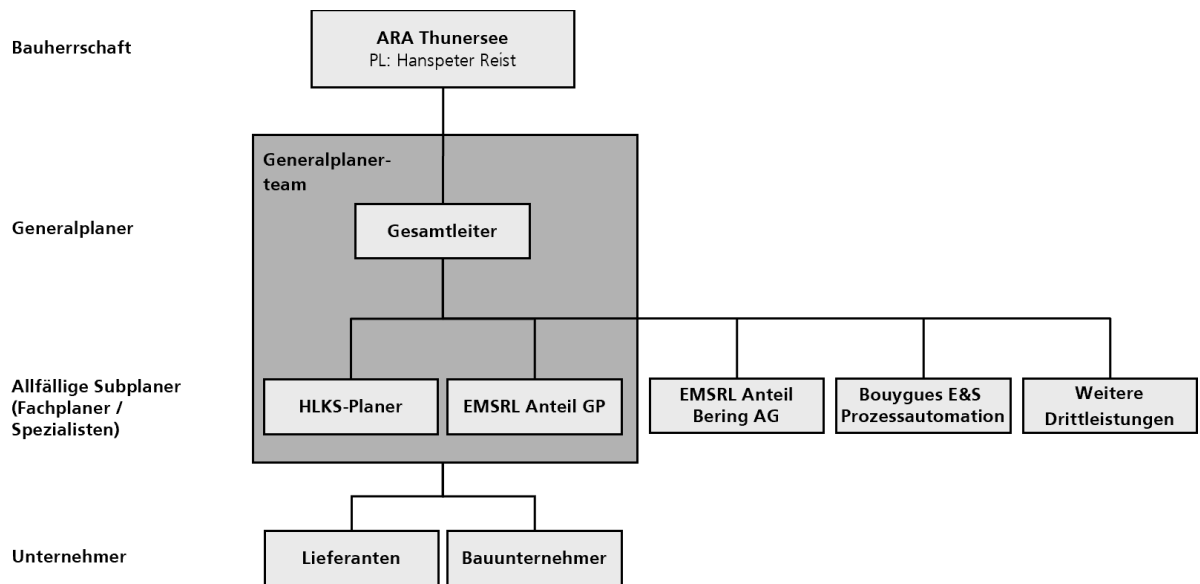 Bauherrschaft
ARA Thunersee
PL: Hanspeter Reist
Generalplaner-
team
Generalplaner
Gesamtleiter
Allfällige Subplaner
(Fachplaner /
Spezialisten)
HLKS-Planer
EMSRL Anteil GP
EMSRL Anteil
Bering AG
Bouygues E&S
Prozessautomation
Weitere
Drittleistungen
Unternehmer
Lieferanten
Bauunternehmer